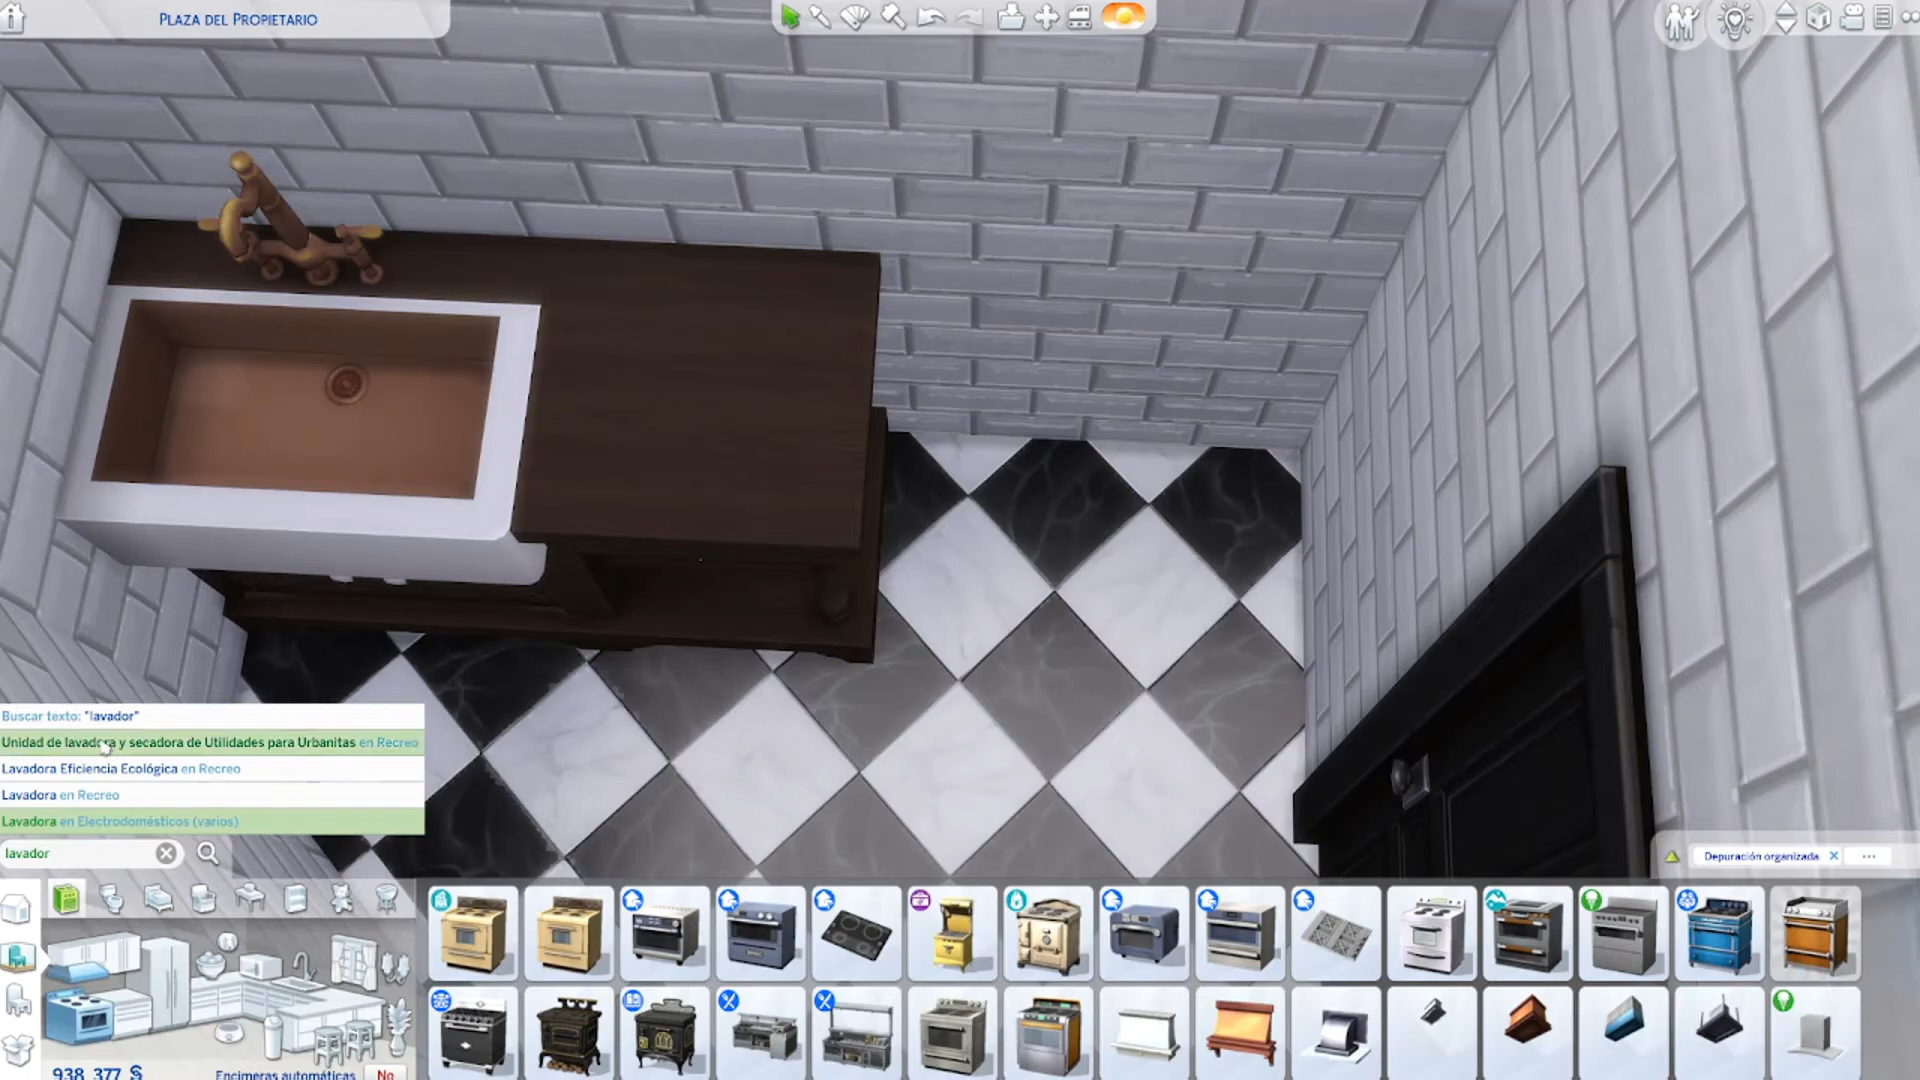 Plaza del Propietario
Buscar texto: "lavador"
Unidad de lavadora y secadora de Utilidades para Urbanitas en Recreo
Lavadora Eficiencia Ecológica en Recreo
Lavadora en Recreo
Lavadora en Electrodomésticos (varios)
lavador
Depuración organizada
938 377 §
Encimeras automáticas No